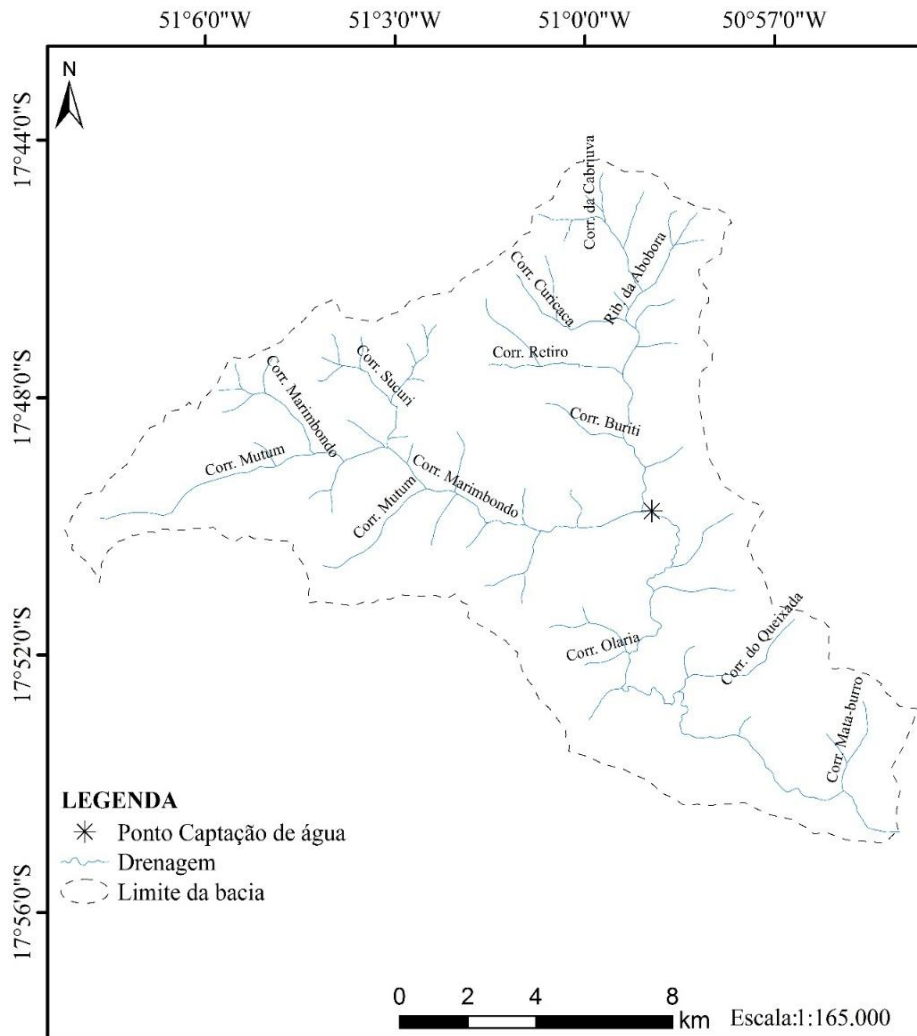 51°6'0"W 51°3'0"W 51°0'0"W 50°57'0"W
N
17°44'0"S
17°48'0"S
17°52'0"S
17°56'0"S
Corr. da Cabriuva
Rib. da Abobora
Corr. Curicaca
Corr. Retiro
Corr. Sucuri
Corr. Marimbondo
Corr. Buriti
Corr. Mutum
Corr. Marimbondo
Corr. Mutum
Corr. Olaria
Corr. do Queixada
Corr. Mata-burro
LEGENDA
Ponto Captação de água
Drenagem
Limite da bacia
0 2 4 8
km
Escala:1:165.000